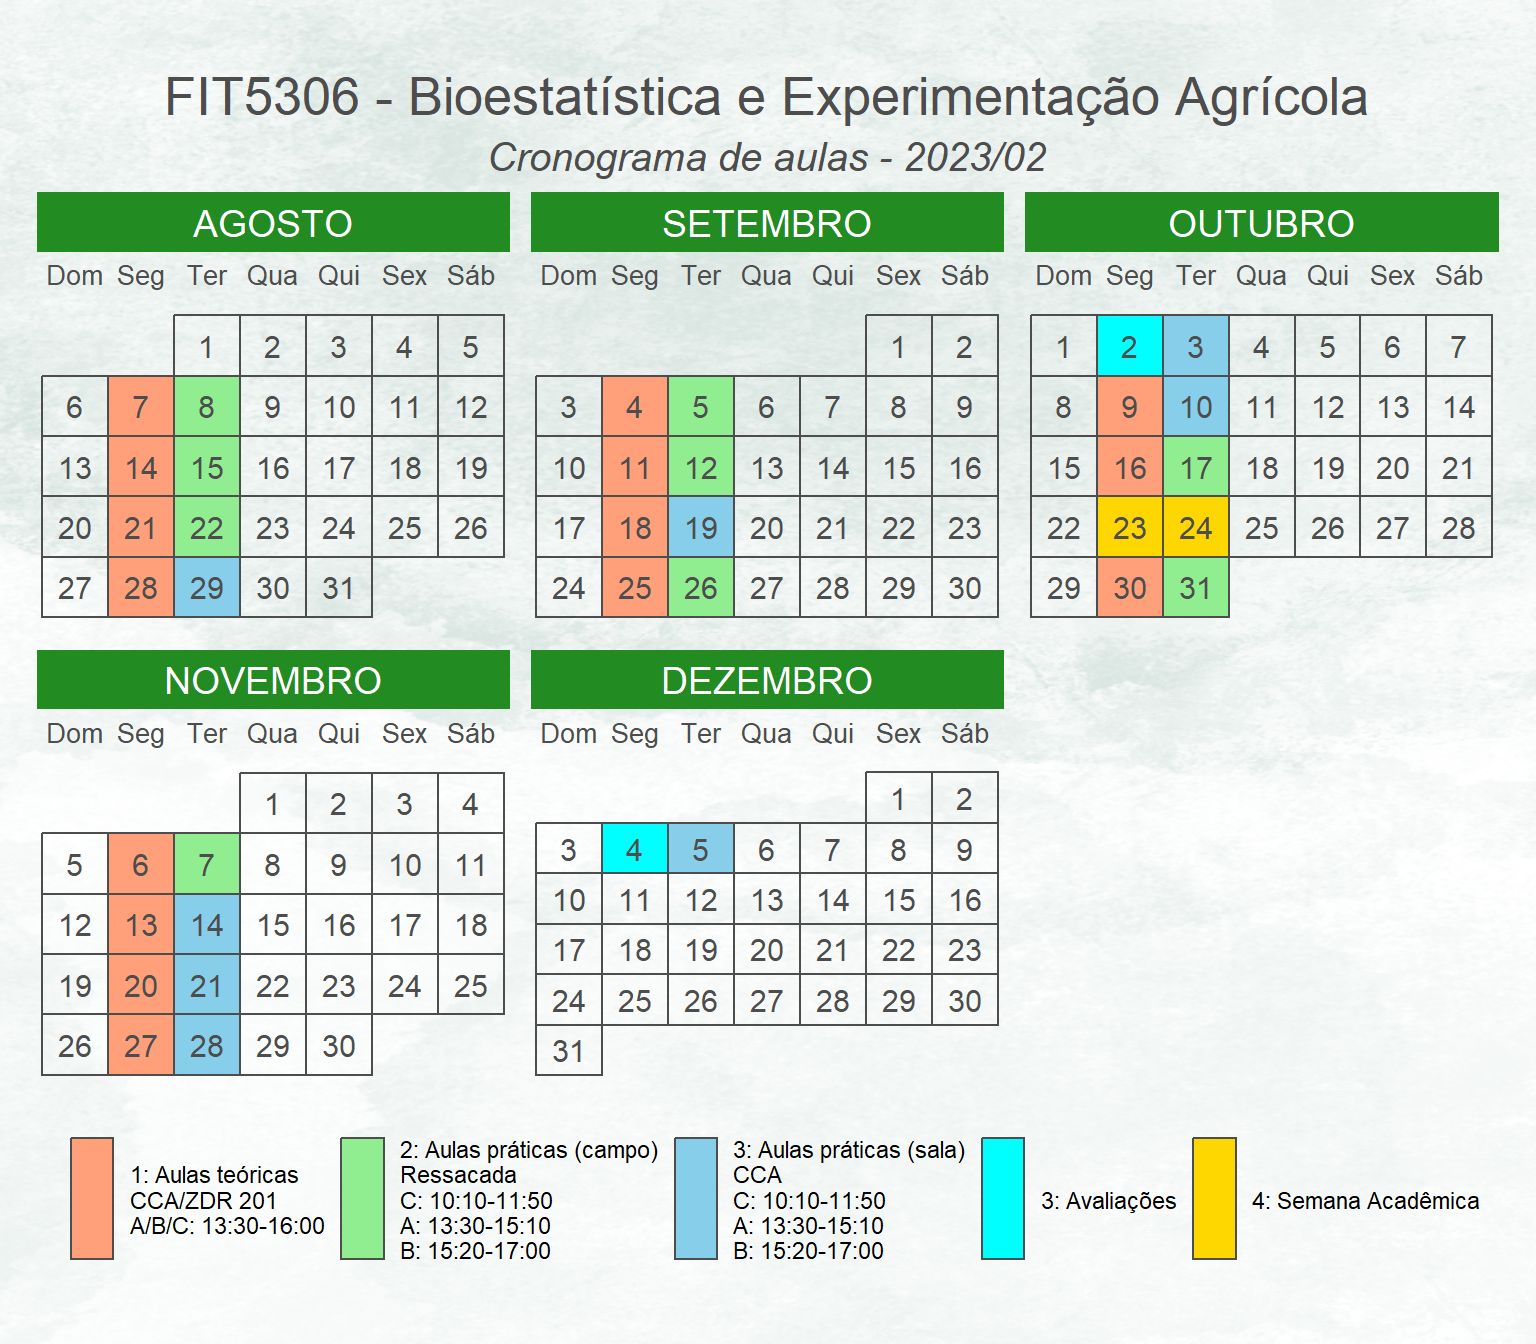 FIT5306 - Bioestatística e Experimentação Agrícola
Cronograma de aulas - 2023/02
AGOSTO
Dom Seg Ter Qua Qui Sex Sáb
1 2 3 4 5
6 7 8 9 10 11 12
13 14 15 16 17 18 19
20 21 22 23 24 25 26
27 28 29 30 31
SETEMBRO
Dom Seg Ter Qua Qui Sex Sáb
1 2
3 4 5 6 7 8 9
10 11 12 13 14 15 16
17 18 19 20 21 22 23
24 25 26 27 28 29 30
OUTUBRO
Dom Seg Ter Qua Qui Sex Sáb
1 2 3 4 5 6 7
8 9 10 11 12 13 14
15 16 17 18 19 20 21
22 23 24 25 26 27 28
29 30 31
NOVEMBRO
Dom Seg Ter Qua Qui Sex Sáb
1 2 3 4
5 6 7 8 9 10 11
12 13 14 15 16 17 18
19 20 21 22 23 24 25
26 27 28 29 30
DEZEMBRO
Dom Seg Ter Qua Qui Sex Sáb
1 2
3 4 5 6 7 8 9
10 11 12 13 14 15 16
17 18 19 20 21 22 23
24 25 26 27 28 29 30
31
1: Aulas teóricas
CCA/ZDR 201
A/B/C: 13:30-16:00
2: Aulas práticas (campo)
Ressacada
C: 10:10-11:50
A: 13:30-15:10
B: 15:20-17:00
3: Aulas práticas (sala)
CCA
C: 10:10-11:50
A: 13:30-15:10
B: 15:20-17:00
3: Avaliações
4: Semana Acadêmica